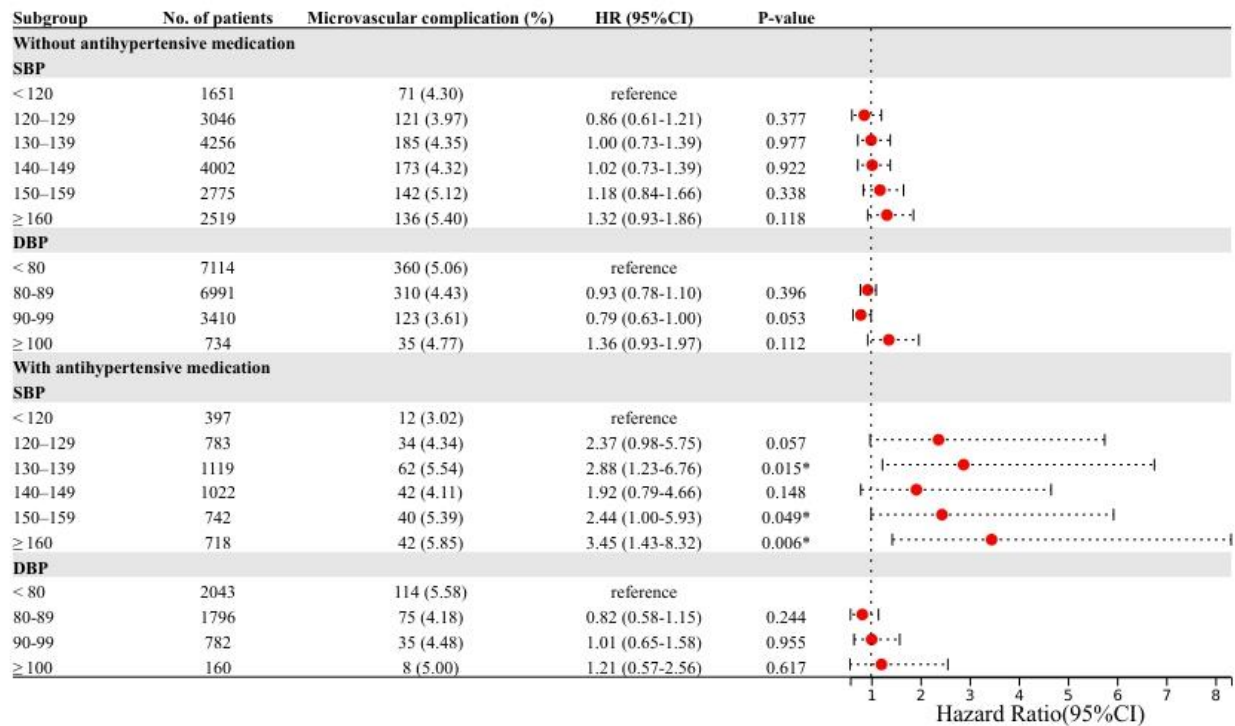 Subgroup No. of patients Microvascular complication (%) HR (95%CI) P-value
Without antihypertensive medication
SBP
< 120 1651 71 (4.30) reference
120–129 3046 121 (3.97) 0.86 (0.61-1.21) 0.377
130–139 4256 185 (4.35) 1.00 (0.73-1.39) 0.977
140–149 4002 173 (4.32) 1.02 (0.73-1.39) 0.922
150–159 2775 142 (5.12) 1.18 (0.84-1.66) 0.338
≥ 160 2519 136 (5.40) 1.32 (0.93-1.86) 0.118
DBP
< 80 7114 360 (5.06) reference
80-89 6991 310 (4.43) 0.93 (0.78-1.10) 0.396
90-99 3410 123 (3.61) 0.79 (0.63-1.00) 0.053
≥ 100 734 35 (4.77) 1.36 (0.93-1.97) 0.112
With antihypertensive medication
SBP
< 120 397 12 (3.02) reference
120–129 783 34 (4.34) 2.37 (0.98-5.75) 0.057
130–139 1119 62 (5.54) 2.88 (1.23-6.76) 0.015*
140–149 1022 42 (4.11) 1.92 (0.79-4.66) 0.148
150–159 742 40 (5.39) 2.44 (1.00-5.93) 0.049*
≥ 160 718 42 (5.85) 3.45 (1.43-8.32) 0.006*
DBP
< 80 2043 114 (5.58) reference
80-89 1796 75 (4.18) 0.82 (0.58-1.15) 0.244
90-99 782 35 (4.48) 1.01 (0.65-1.58) 0.955
≥ 100 160 8 (5.00) 1.21 (0.57-2.56) 0.617
1 2 3 4 5 6 7 8
Hazard Ratio(95%CI)